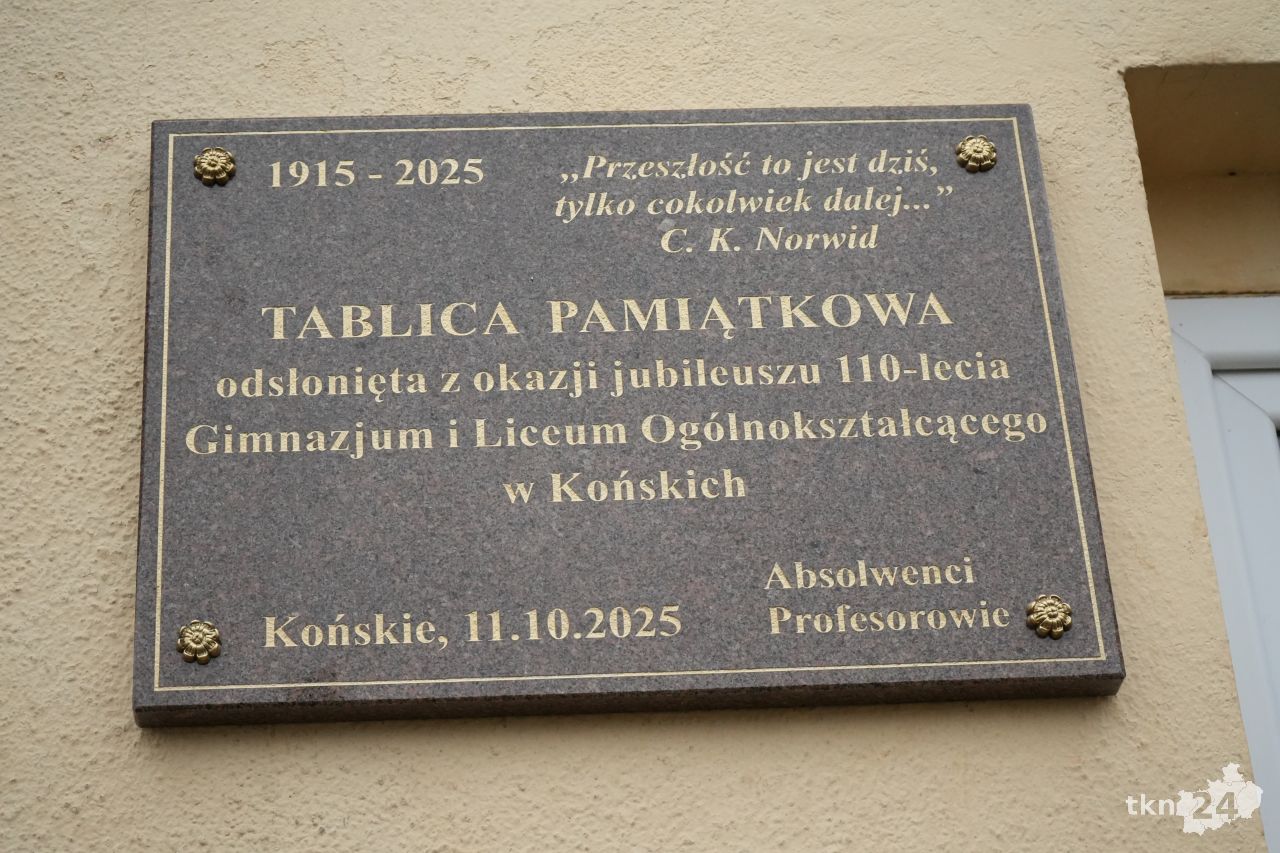 1915 - 2025
„Przeszłość to jest dziś,
tylko cokolwiek dalej...”
C. K. Norwid
TABLICA PAMIĄTKOWA
odsłonięta z okazji jubileuszu 110-lecia
Gimnazjum i Liceum Ogólnokształcącego
w Końskich
Absolwenci
Profesorowie
Końskie, 11.10.2025
tkn24